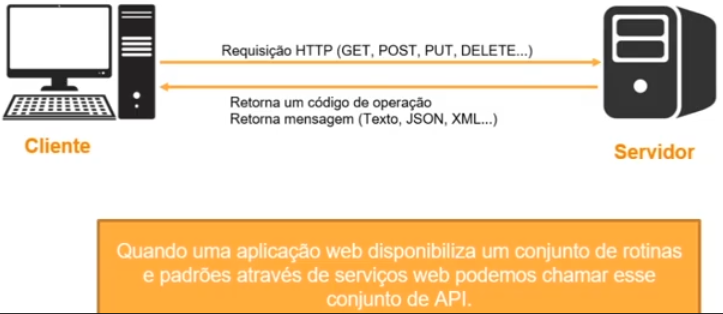 Requisição HTTP (GET, POST, PUT, DELETE...)
Retorna um código de operação
Retorna mensagem (Texto, JSON, XML...)
Cliente
Servidor
Quando uma aplicação web disponibiliza um conjunto de rotinas
e padrões através de serviços web podemos chamar esse
conjunto de API.